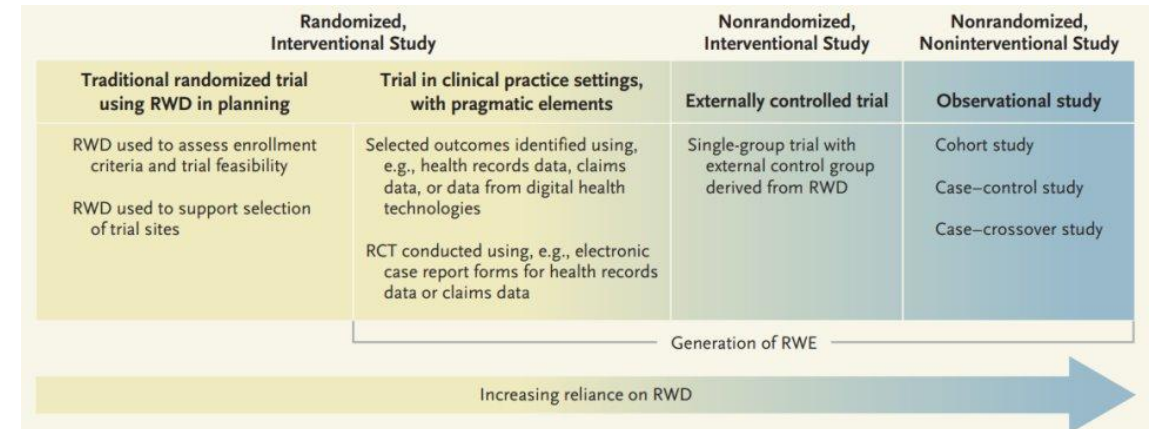 Randomized,
Interventional Study
Nonrandomized,
Interventional Study
Nonrandomized,
Noninterventional Study
Traditional randomized trial
using RWD in planning
Trial in clinical practice settings,
with pragmatic elements
Externally controlled trial
Observational study
RWD used to assess enrollment
criteria and trial feasibility
RWD used to support selection
of trial sites
Selected outcomes identified using,
e.g., health records data, claims
data, or data from digital health
technologies
RCT conducted using, e.g., electronic
case report forms for health records
data or claims data
Single-group trial with
external control group
derived from RWD
Cohort study
Case–control study
Case–crossover study
Generation of RWE
Increasing reliance on RWD